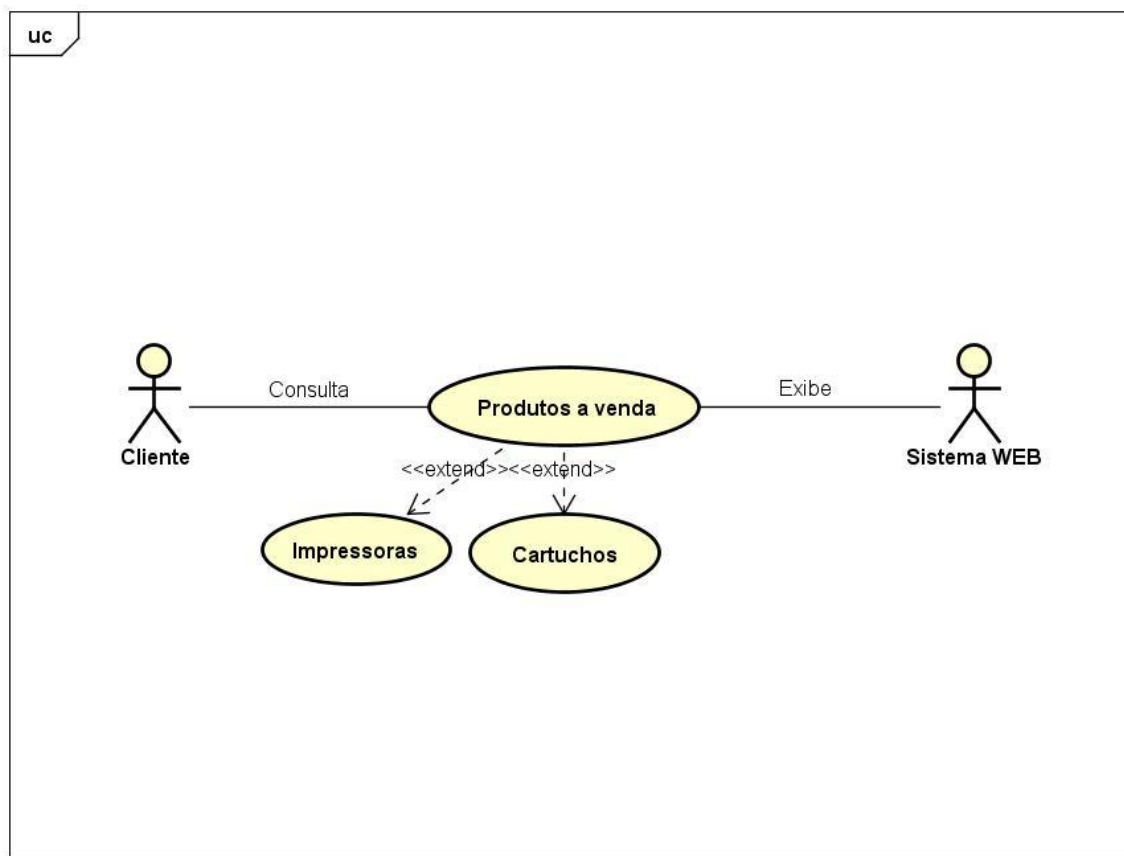 uc
Consulta
Produtos a venda
Exibe
Cliente
Sistema WEB
<<extend>>
<<extend>>
Impressoras
Cartuchos